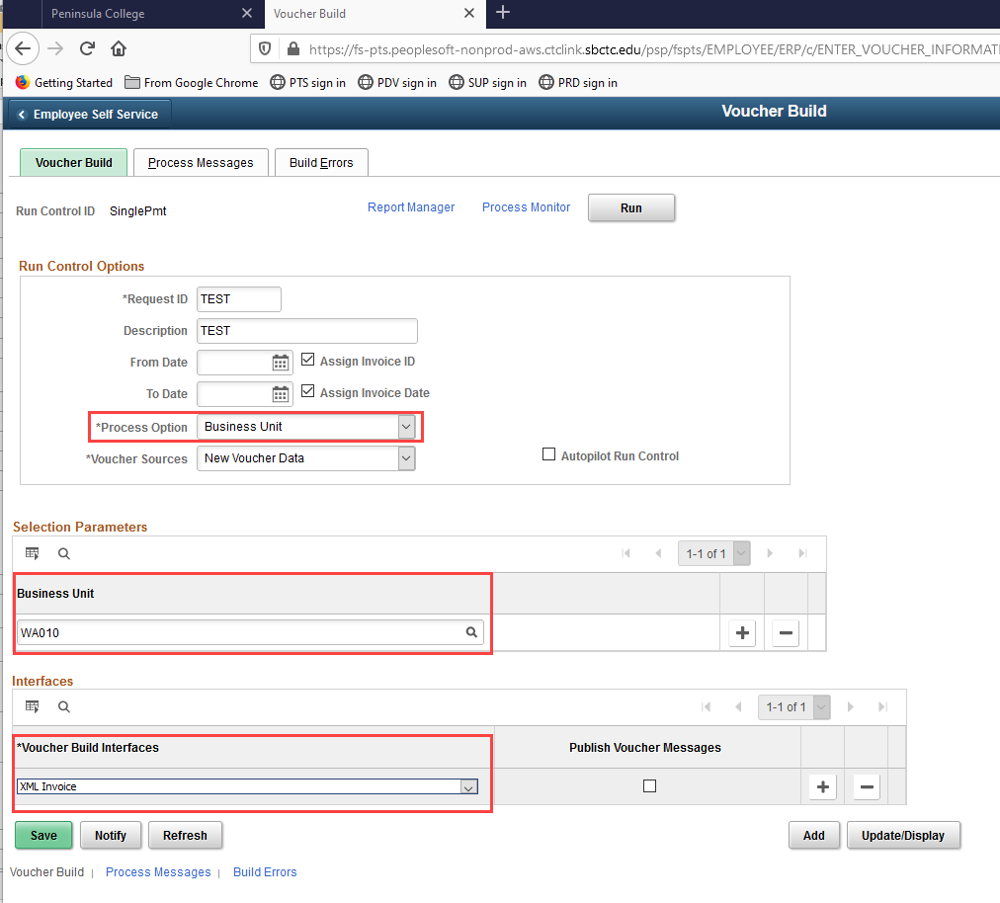 Peninsula College
Voucher Build
https://fs-pts.peoplesoft-nonprod-aws.ctclink.sbctc.edu/psp/fspts/EMPLOYEE/ERP/c/ENTER_VOUCHER_INFORMATI
Getting Started From Google Chrome PTS sign in PDV sign in SUP sign in PRD sign in
Employee Self Service
Voucher Build
Voucher Build Process Messages Build Errors
Run Control ID SinglePmt Report Manager Process Monitor Run
Run Control Options
*Request ID TEST
Description TEST
From Date Assign Invoice ID
To Date Assign Invoice Date
*Process Option Business Unit
*Voucher Sources New Voucher Data Autopilot Run Control
Selection Parameters
1-1 of 1
Business Unit
WA010
Interfaces
1-1 of 1
*Voucher Build Interfaces Publish Voucher Messages
XML Invoice
Save Notify Refresh Add Update/Display
Voucher Build | Process Messages | Build Errors